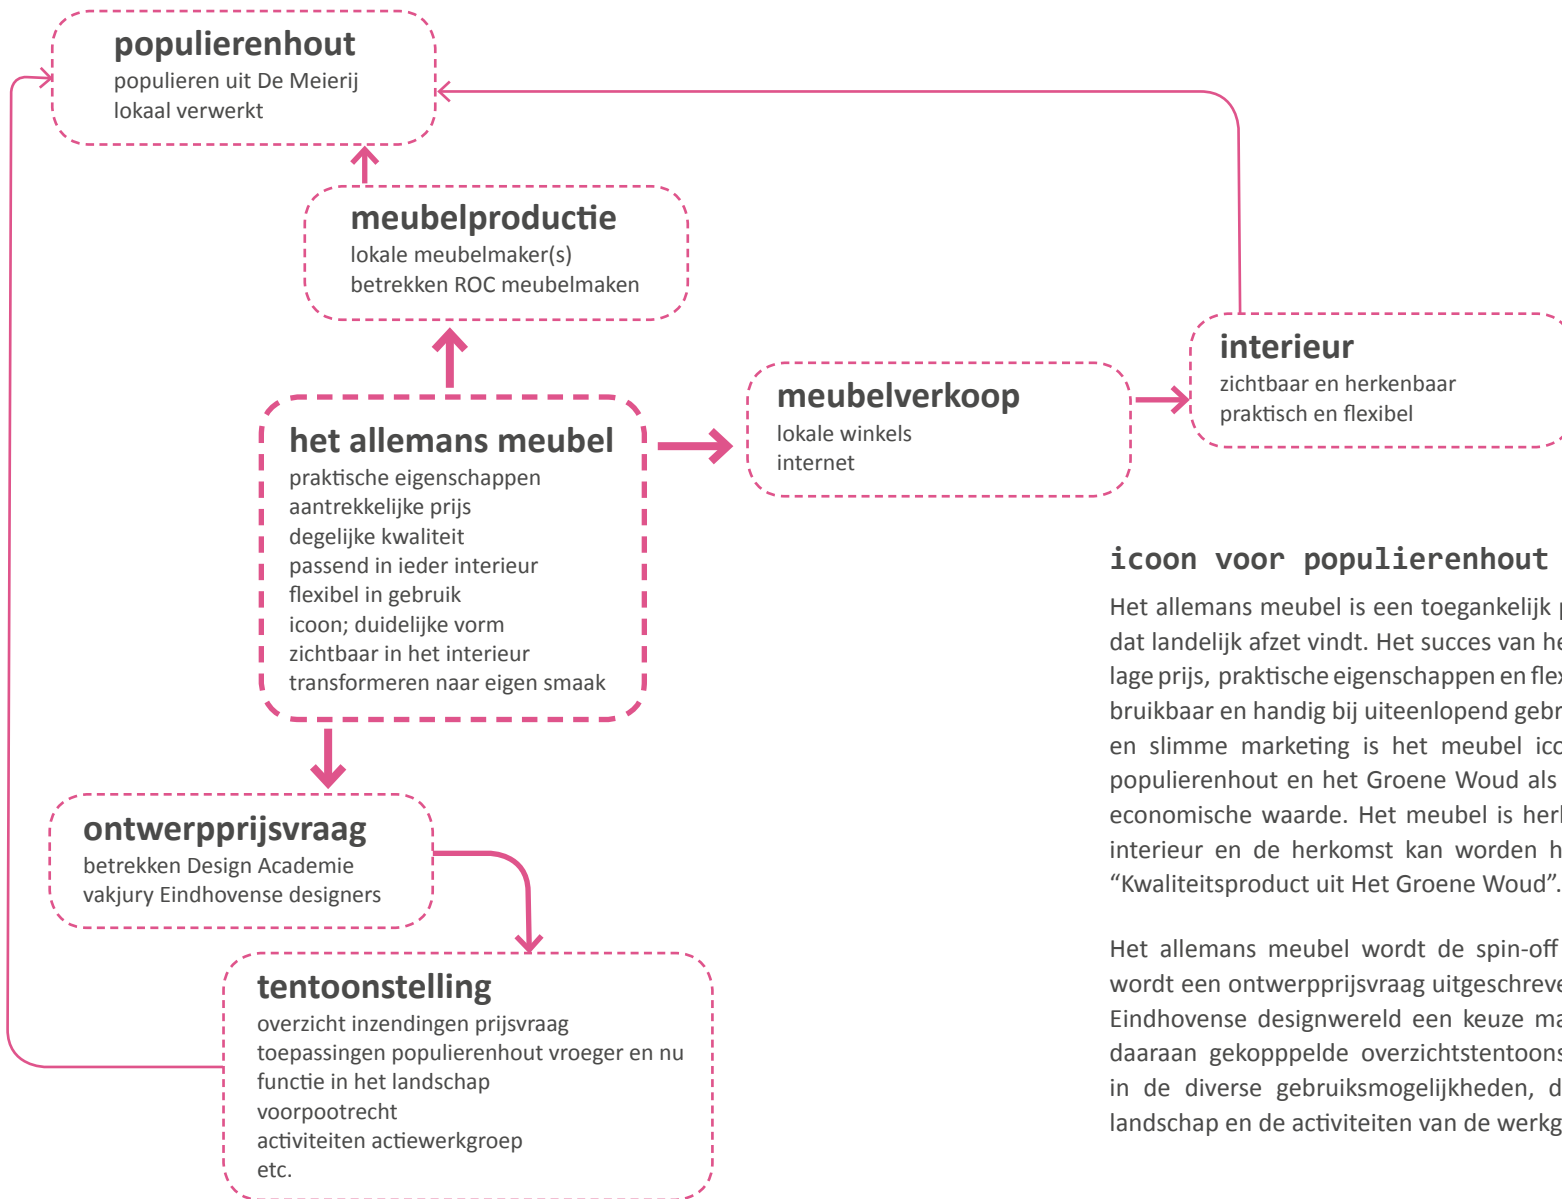 populierenhout
populieren uit De Meierij
lokaal verwerkt
meubelproductie
lokale meubelmaker(s)
betrekken ROC meubelmaken
het allemans meubel
praktische eigenschappen
aantrekkelijke prijs
degelijke kwaliteit
passend in ieder interieur
flexibel in gebruik
icoon; duidelijke vorm
zichtbaar in het interieur
transformeren naar eigen smaak
meubelverkoop
lokale winkels
internet
interieur
zichtbaar en herkenbaar
praktisch en flexibel
ontwerpprijsvraag
betrekken Design Academie
vakjury Eindhovense designers
tentoonstelling
overzicht inzendingen prijsvraag
toepassingen populierenhout vroeger en nu
functie in het landschap
voorpootrecht
activiteiten actiewerkgroep
etc.
icoon voor populierenhout
Het allemans meubel is een toegankelijk
dat landelijk afzet vindt. Het succes van
lage prijs, praktische eigenschappen en
bruikbaar en handig bij uiteenlopend
en slimme marketing is het meubel
populierenhout en het Groene Woud als
economische waarde. Het meubel is
interieur en de herkomst kan worden
“Kwaliteitsproduct uit Het Groene Woud”.
Het allemans meubel wordt de spin-off
wordt een ontwerpprijsvraag
Eindhovense designwereld een keuze
daaraan gekopppelde
in de diverse gebruiksmogelijkheden,
landschap en de activiteiten van de